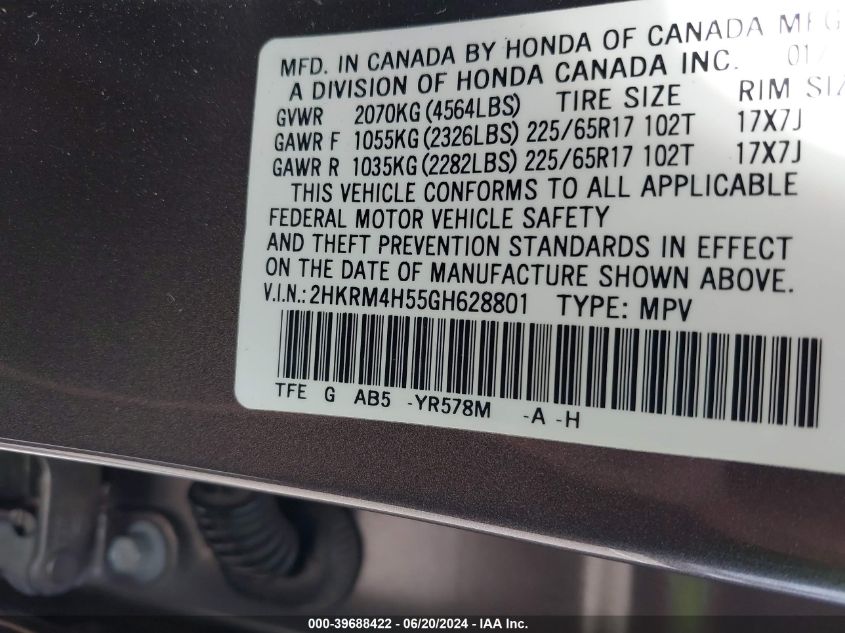 MFD. IN CANADA BY HONDA OF CANADA MFG
A DIVISION OF HONDA CANADA INC. 01/
GVWR 2070KG (4564LBS) TIRE SIZE RIM SIZ
GAWR F 1055KG (2326LBS) 225/65R17 102T 17X7J
GAWR R 1035KG (2282LBS) 225/65R17 102T 17X7J
THIS VEHICLE CONFORMS TO ALL APPLICABLE
FEDERAL MOTOR VEHICLE SAFETY
AND THEFT PREVENTION STANDARDS IN EFFECT
ON THE DATE OF MANUFACTURE SHOWN ABOVE.
V.I.N.: 2HKRM4H55GH628801 TYPE: MPV
TFE G AB5 -YR578M -A -H
000-39688422 - 06/20/2024 - IAA Inc.